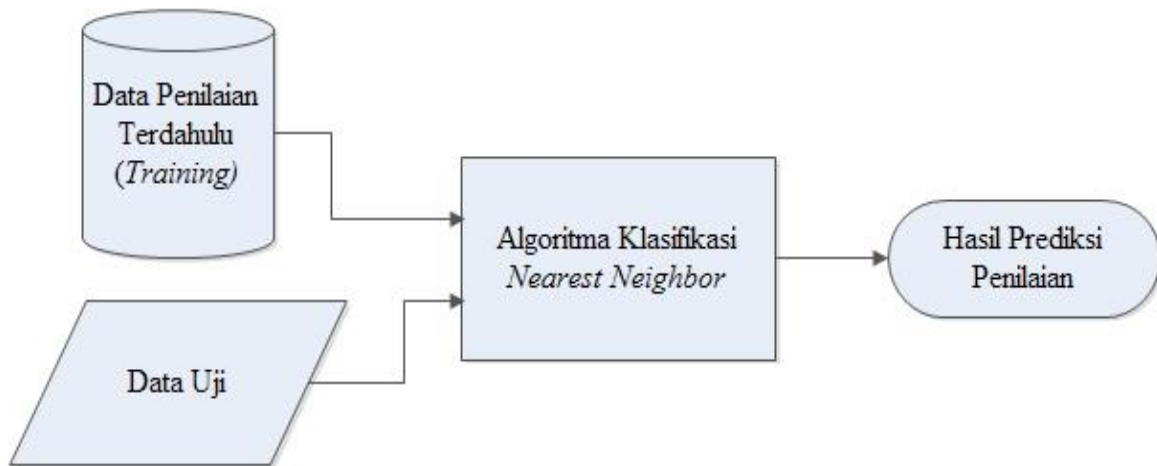 Data Penilaian
Terdahulu
(Training)
Algoritma Klasifikasi
Nearest Neighbor
Hasil Prediksi
Penilaian
Data Uji